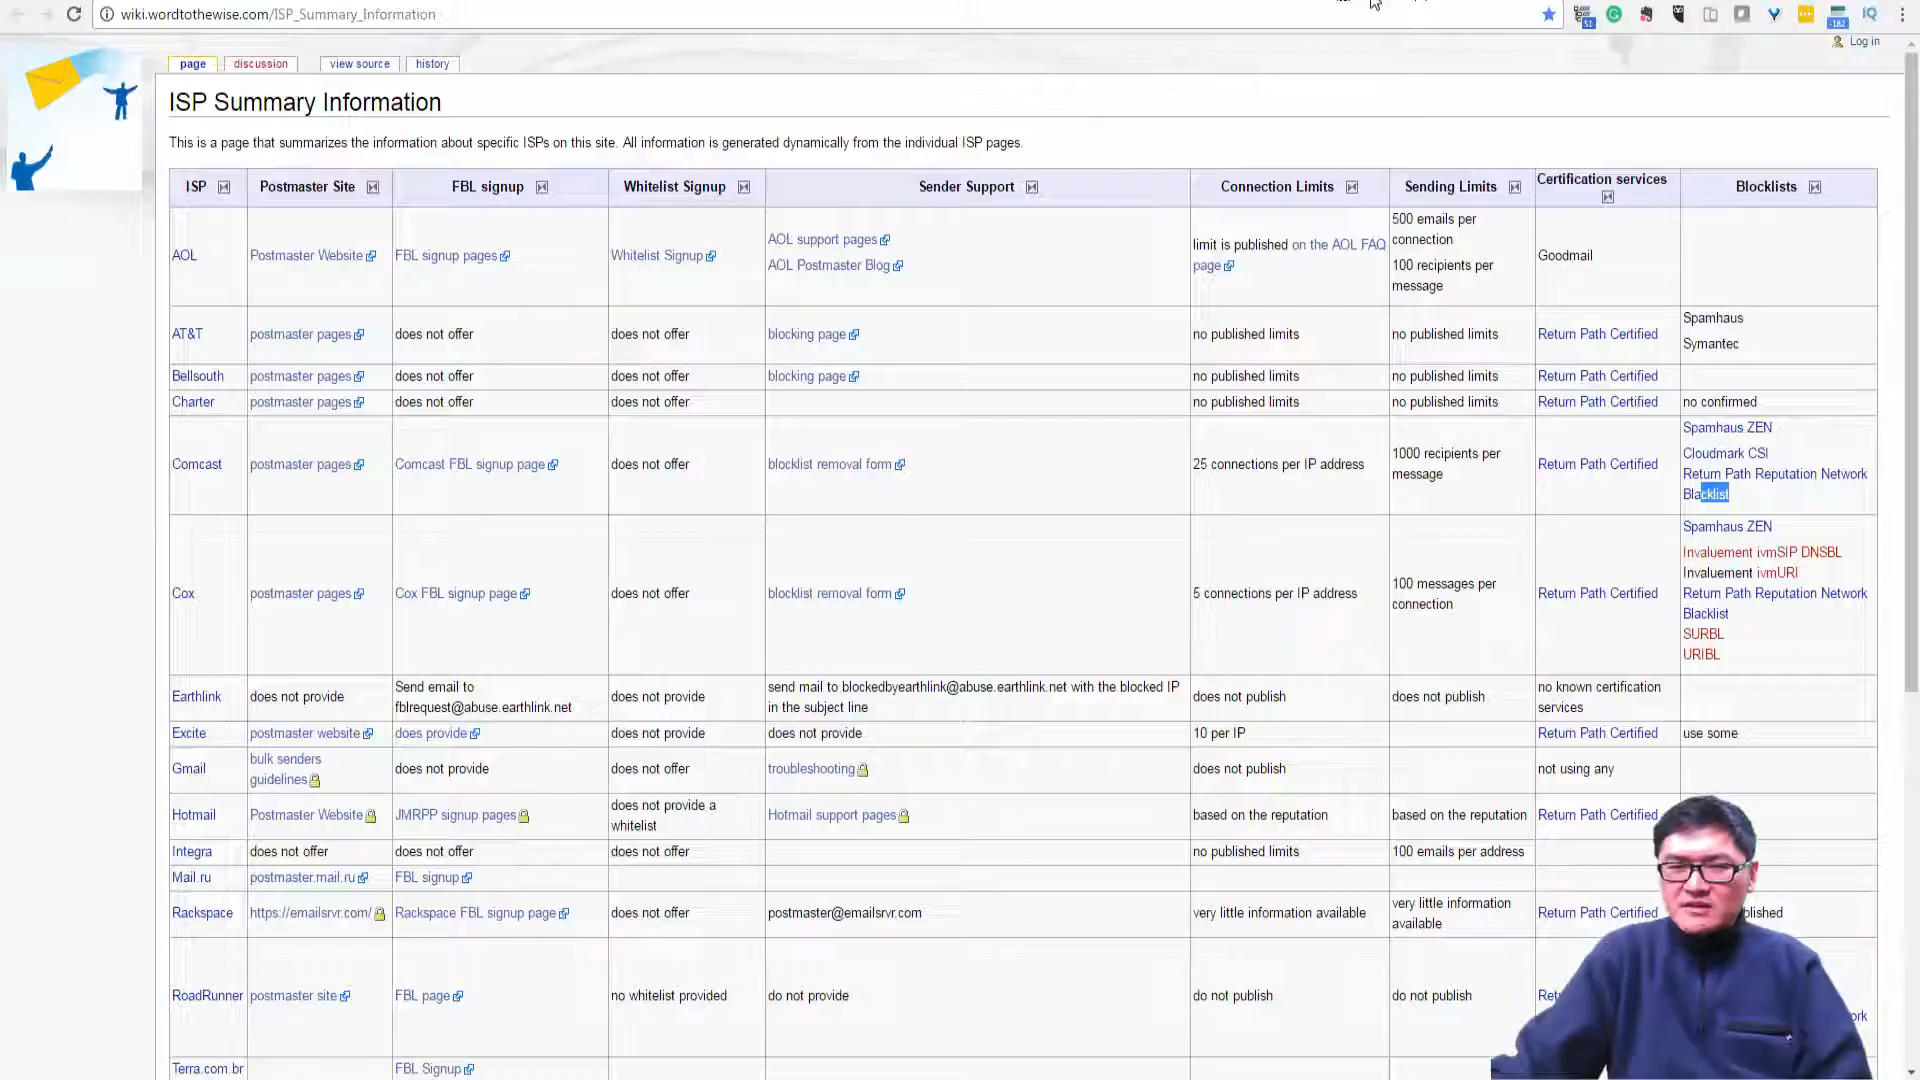 wiki.wordtothewise.com/ISP_Summary_Information
51
-182
IQ
Log in
page
discussion
view source
history
ISP Summary Information
This is a page that summarizes the information about specific ISPs on this site. All information is generated dynamically from the individual ISP pages.
ISP Postmaster Site FBL signup Whitelist Signup Sender Support Connection Limits Sending Limits Certification services Blocklists
AOL Postmaster Website FBL signup pages Whitelist Signup
AOL support pages
AOL Postmaster Blog
limit is published on the AOL FAQ
page
500 emails per
connection
100 recipients per
message
Goodmail
AT&T postmaster pages does not offer does not offer blocking page no published limits no published limits Return Path Certified
Spamhaus
Symantec
Bellsouth postmaster pages does not offer does not offer blocking page no published limits no published limits Return Path Certified
Charter postmaster pages does not offer does not offer no published limits no published limits Return Path Certified no confirmed
Comcast postmaster pages Comcast FBL signup page does not offer blocklist removal form 25 connections per IP address
1000 recipients per
message
Return Path Certified
Spamhaus ZEN
Cloudmark CSI
Return Path Reputation Network
Blacklist
Cox postmaster pages Cox FBL signup page does not offer blocklist removal form 5 connections per IP address
100 messages per
connection
Return Path Certified
Spamhaus ZEN
Invaluement ivmSIP DNSBL
Invaluement ivmURI
Return Path Reputation Network
Blacklist
SURBL
URIBL
Earthlink does not provide
Send email to
fblrequest@abuse.earthlink.net
does not provide
send mail to blockedbyearthlink@abuse.earthlink.net with the blocked IP
in the subject line
does not publish does not publish
no known certification
services
Excite postmaster website does provide does not provide does not provide 10 per IP Return Path Certified use some
Gmail
bulk senders
guidelines
does not provide does not offer troubleshooting does not publish not using any
Hotmail Postmaster Website JMRPP signup pages
does not provide a
whitelist
Hotmail support pages based on the reputation based on the reputation Return Path Certified
Integra does not offer does not offer does not offer no published limits 100 emails per address
Mail.ru postmaster.mail.ru FBL signup
Rackspace https://emailsrvr.com/ Rackspace FBL signup page does not offer postmaster@emailsrvr.com very little information available
very little information
available
Return Path Certified blished
RoadRunner postmaster site FBL page no whitelist provided do not provide do not publish do not publish Ret
ork
Terra.com.br FBL Signup